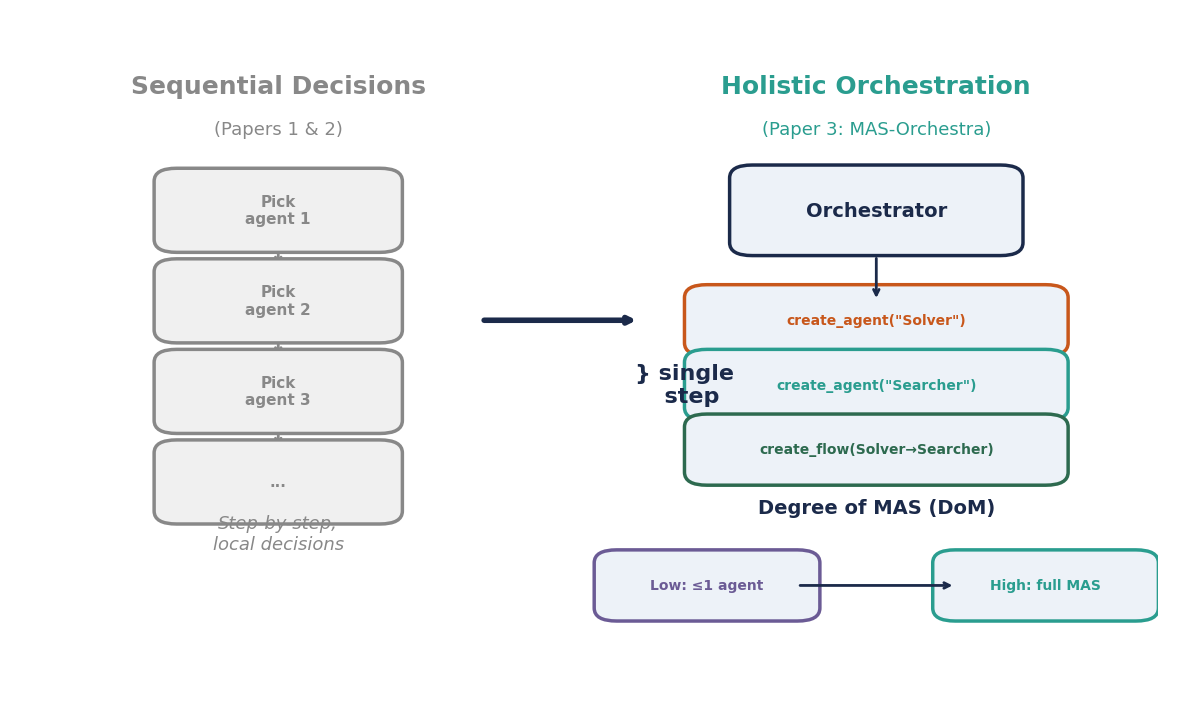 Sequential Decisions
(Papers 1 & 2)
Pick
agent 1
Pick
agent 2
Pick
agent 3
...
Step-by-step,
local decisions
Holistic Orchestration
(Paper 3: MAS-Orchestra)
Orchestrator
create_agent("Solver")
} single
step
create_agent("Searcher")
create_flow(Solver→Searcher)
Degree of MAS (DoM)
Low: ≤1 agent
High: full MAS